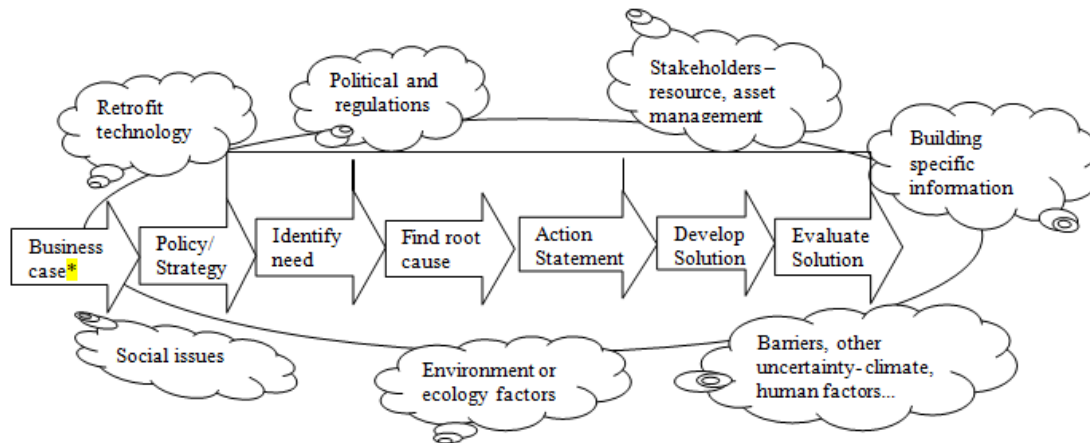 Retrofit
technology
Political and
regulations
Stakeholders –
resource, asset
management
Building
specific
information
Business
case*
Policy/
Strategy
Identify
need
Find root
cause
Action
Statement
Develop
Solution
Evaluate
Solution
Social issues
Environment or
ecology factors
Barriers, other
uncertainty- climate,
human factors...